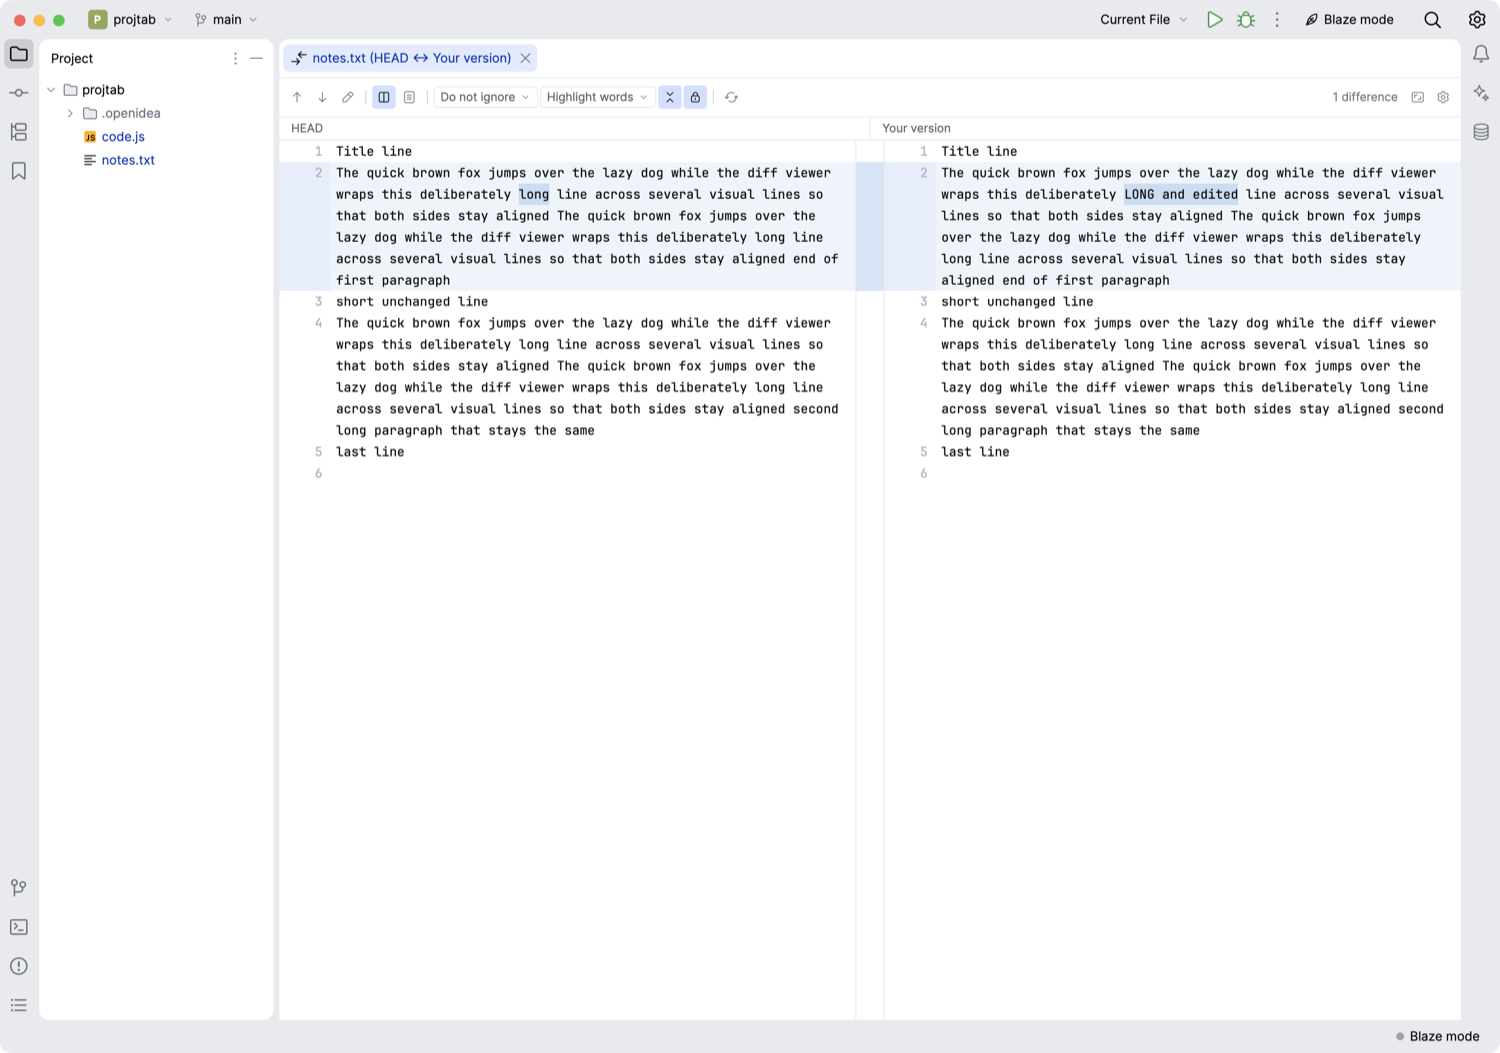 P projtab main Current File Blaze mode
Project
notes.txt (HEAD ↔ Your version)
projtab
.openidea
JS code.js
notes.txt
Do not ignore Highlight words 1 difference
HEAD
1 Title line
2 The quick brown fox jumps over the lazy dog while the diff viewer
wraps this deliberately long line across several visual lines so
that both sides stay aligned The quick brown fox jumps over the
lazy dog while the diff viewer wraps this deliberately long line
across several visual lines so that both sides stay aligned end of
first paragraph
3 short unchanged line
4 The quick brown fox jumps over the lazy dog while the diff viewer
wraps this deliberately long line across several visual lines so
that both sides stay aligned The quick brown fox jumps over the
lazy dog while the diff viewer wraps this deliberately long line
across several visual lines so that both sides stay aligned second
long paragraph that stays the same
5 last line
6
Your version
1 Title line
2 The quick brown fox jumps over the lazy dog while the diff viewer
wraps this deliberately LONG and edited line across several visual
lines so that both sides stay aligned The quick brown fox jumps
over the lazy dog while the diff viewer wraps this deliberately
long line across several visual lines so that both sides stay
aligned end of first paragraph
3 short unchanged line
4 The quick brown fox jumps over the lazy dog while the diff viewer
wraps this deliberately long line across several visual lines so
that both sides stay aligned The quick brown fox jumps over the
lazy dog while the diff viewer wraps this deliberately long line
across several visual lines so that both sides stay aligned second
long paragraph that stays the same
5 last line
6
Blaze mode